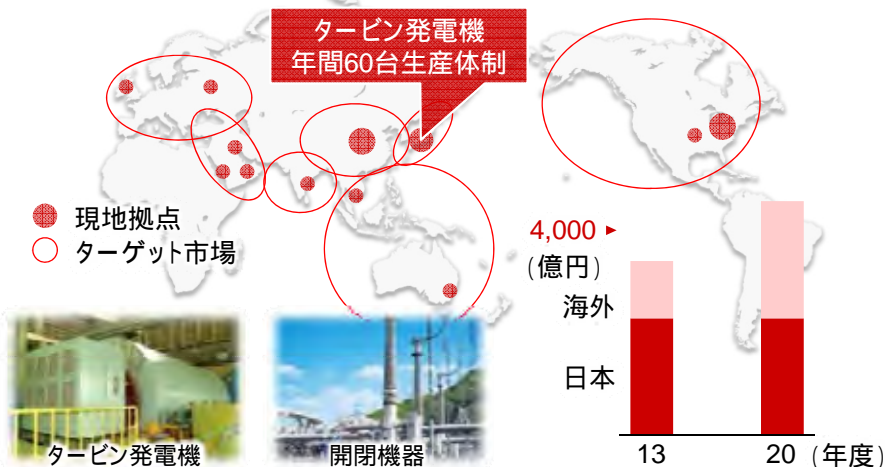 タービン発電機
年間60台生産体制
現地拠点
ターゲット市場
4,000
(億円)
海外
日本
13
20
(年度)
タービン発電機
開閉機器